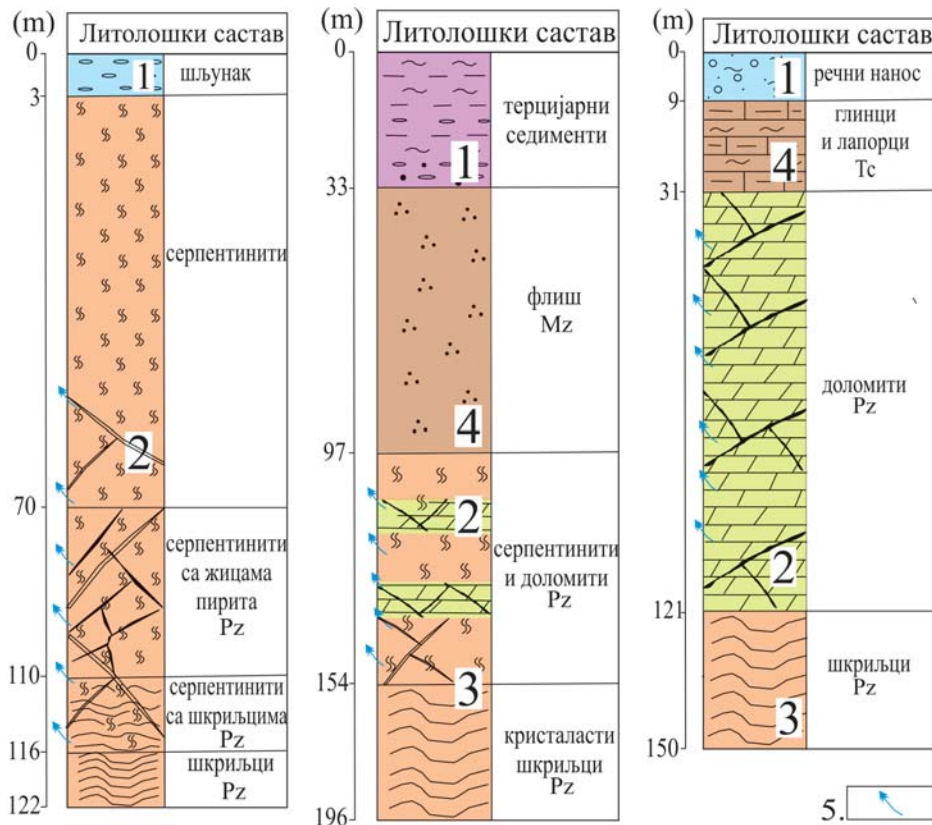 (m)
Литолошки састав
0
1
шљунак
3
серпентинити
2
70
серпентинити
са жицама
пирита
Pz
110
серпентинити
са шкриљцима
Pz
116
шкриљци
Pz
122
(m)
Литолошки састав
0
терцијарни
седименти
1
33
флиш
Mz
4
97
2
серпентинити
и доломити
Pz
154
3
кристаласти
шкриљци
Pz
196
(m)
Литолошки састав
0
1
речни нанос
9
глинци
и лапорци
Тс
4
31
доломити
Pz
2
121
шкриљци
Pz
3
150
5.